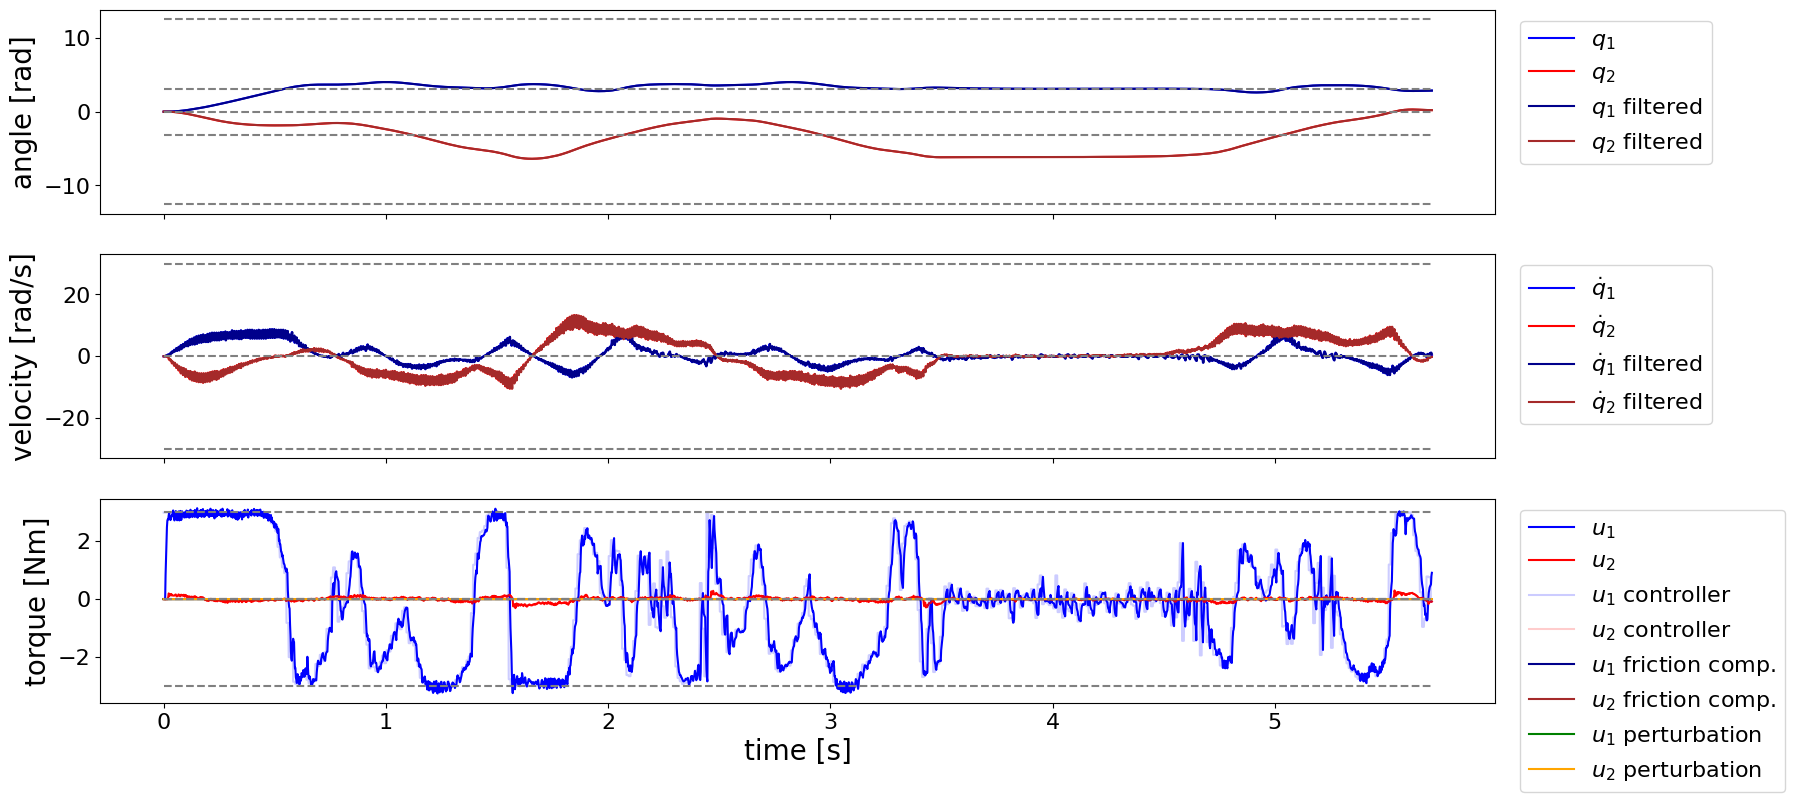 angle [rad]
10
0
−10
q₁
q₂
q₁ filtered
q₂ filtered
velocity [rad/s]
20
0
−20
q̇₁
q̇₂
q̇₁ filtered
q̇₂ filtered
torque [Nm]
2
0
−2
0 1 2 3 4 5
time [s]
u₁
u₂
u₁ controller
u₂ controller
u₁ friction comp.
u₂ friction comp.
u₁ perturbation
u₂ perturbation